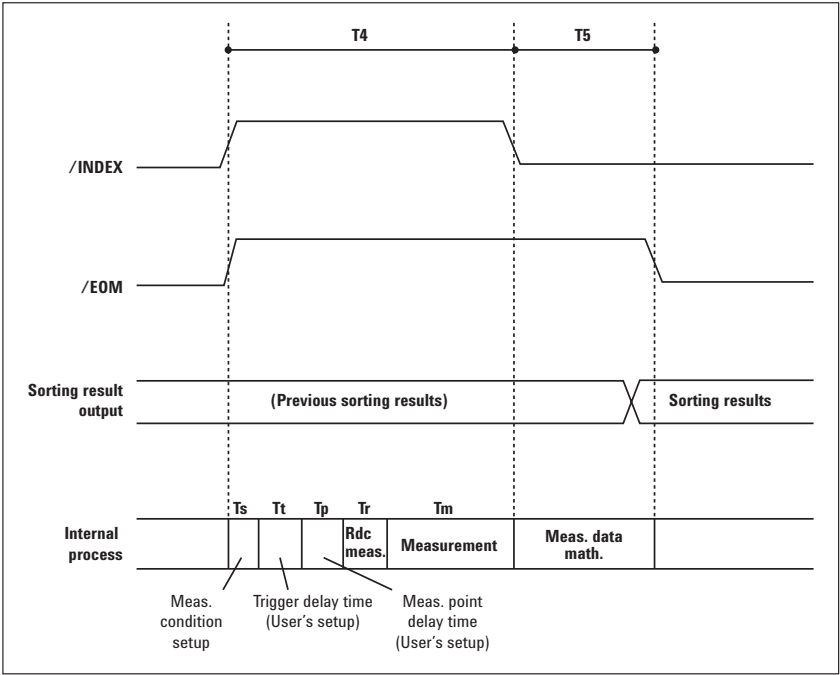 T4 T5
/INDEX
/EOM
Sorting result
output
(Previous sorting results) Sorting results
Ts Tt Tp Tr Tm
Internal
process
Rdc
meas.
Measurement
Meas. data
math.
Meas.
condition
setup
Trigger delay time
(User's setup)
Meas. point
delay time
(User's setup)